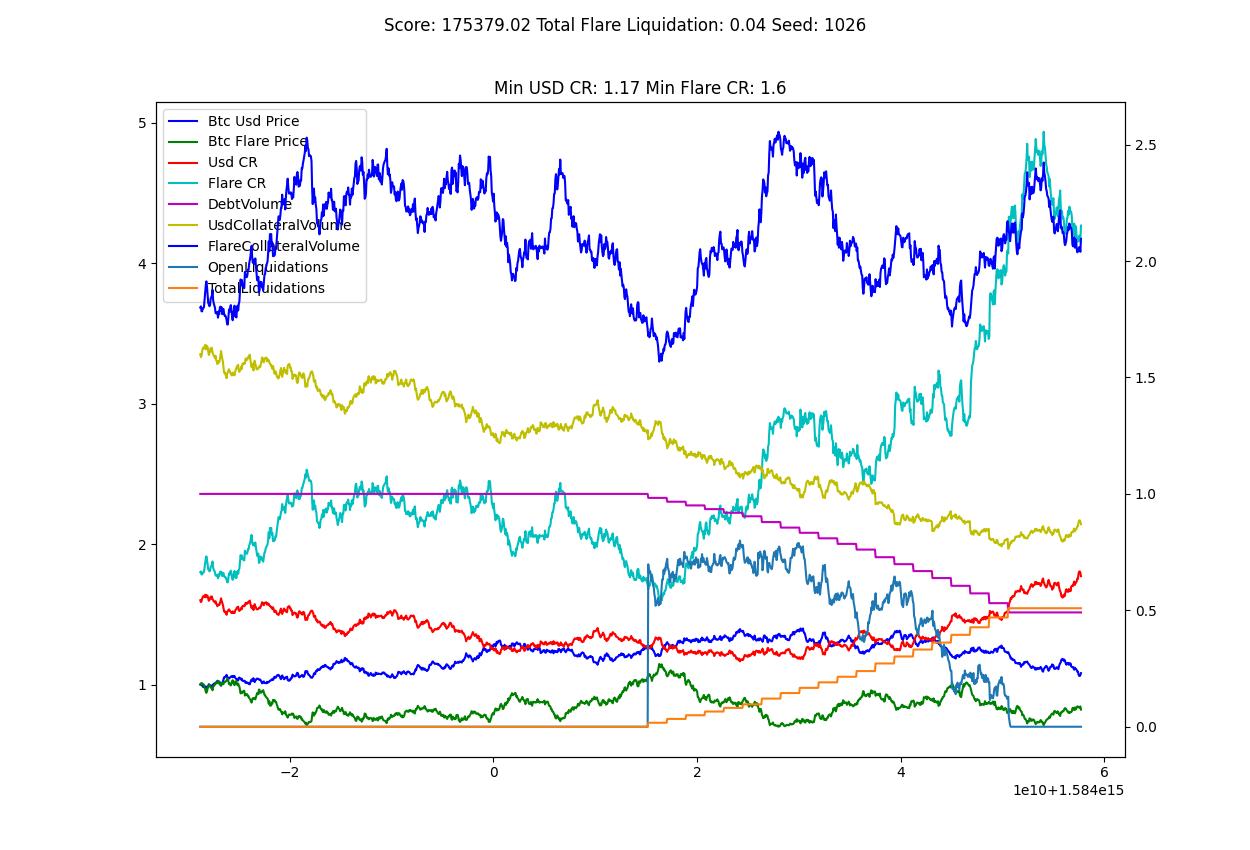 Score: 175379.02 Total Flare Liquidation: 0.04 Seed: 1026
Min USD CR: 1.17 Min Flare CR: 1.6
Btc Usd Price
Btc Flare Price
Usd CR
Flare CR
DebtVolume
UsdCollateralVolume
FlareCollateralVolume
OpenLiquidations
TotalLiquidations
5
4
3
2
1
2.5
2.0
1.5
1.0
0.5
0.0
−2 0 2 4 6
1e10+1.584e15